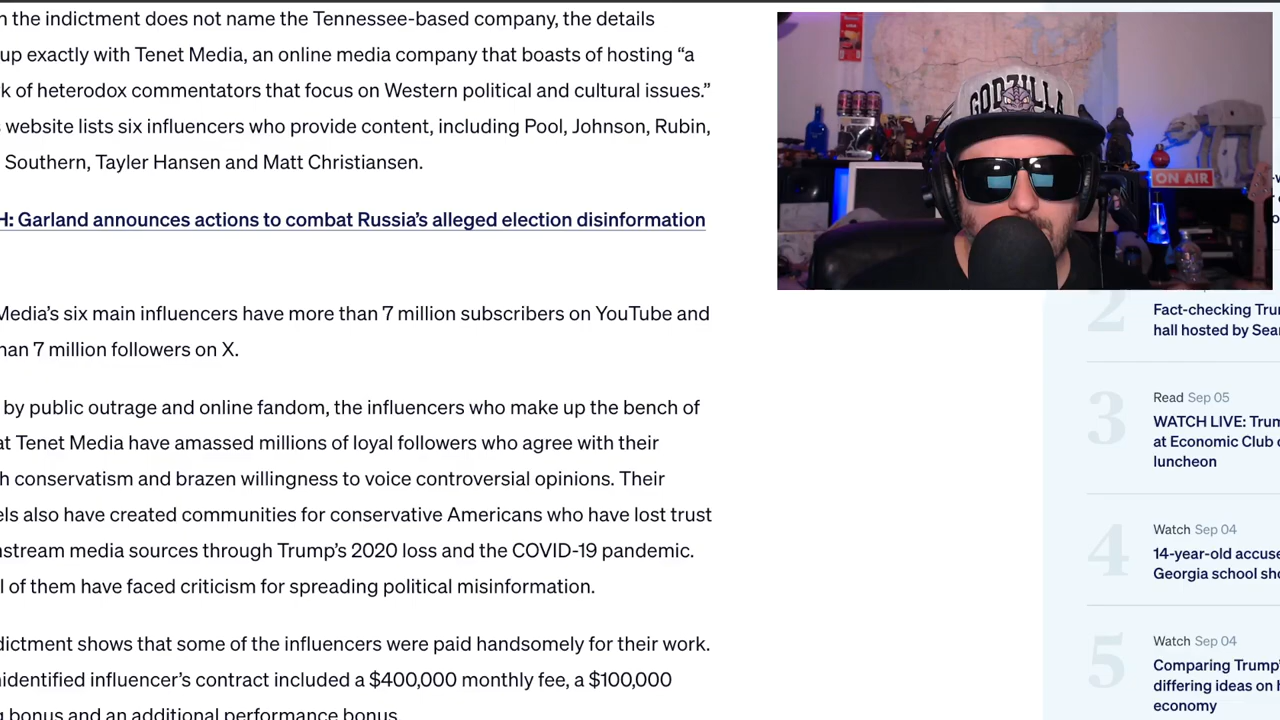 n the indictment does not name the Tennessee-based company, the details
up exactly with Tenet Media, an online media company that boasts of hosting “a
k of heterodox commentators that focus on Western political and cultural issues.”
s website lists six influencers who provide content, including Pool, Johnson, Rubin,
Southern, Tayler Hansen and Matt Christiansen.
H: Garland announces actions to combat Russia’s alleged election disinformation
Media’s six main influencers have more than 7 million subscribers on YouTube and
han 7 million followers on X.
by public outrage and online fandom, the influencers who make up the bench of
at Tenet Media have amassed millions of loyal followers who agree with their
h conservatism and brazen willingness to voice controversial opinions. Their
els also have created communities for conservative Americans who have lost trust
nstream media sources through Trump’s 2020 loss and the COVID-19 pandemic.
l of them have faced criticism for spreading political misinformation.
dictment shows that some of the influencers were paid handsomely for their work.
nidentified influencer’s contract included a $400,000 monthly fee, a $100,000
g bonus and an additional performance bonus.
GODZILLA
ON AIR
2
Fact-checking Tru
hall hosted by Sea
3
Read Sep 05
WATCH LIVE: Trum
at Economic Club
luncheon
4
Watch Sep 04
14-year-old accuse
Georgia school sh
5
Watch Sep 04
Comparing Trump’
differing ideas on h
economy